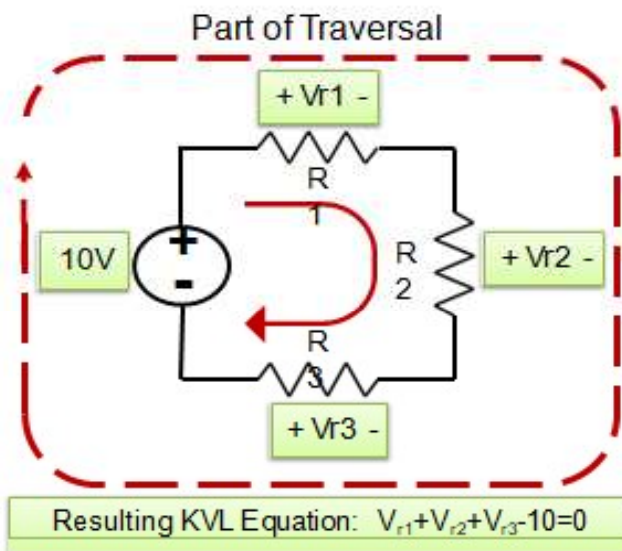 Part of Traversal
+ Vr1 -
R
1
10V
+
-
R
2
+ Vr2 -
R
3
+ Vr3 -
Resulting KVL Equation: Vr1+Vr2+Vr3-10=0